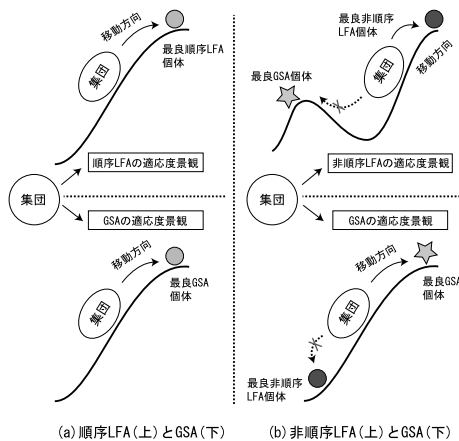 移動方向
最良順序LFA
個体
集団
順序LFAの適応度景観
集団
GSAの適応度景観
移動方向
最良GSA
個体
集団
(a)順序LFA(上)とGSA(下)
最良非順序
LFA個体
移動方向
集団
最良GSA個体
非順序LFAの適応度景観
集団
GSAの適応度景観
移動方向
最良GSA
個体
集団
最良非順序
LFA個体
(b)非順序LFA(上)とGSA(下)